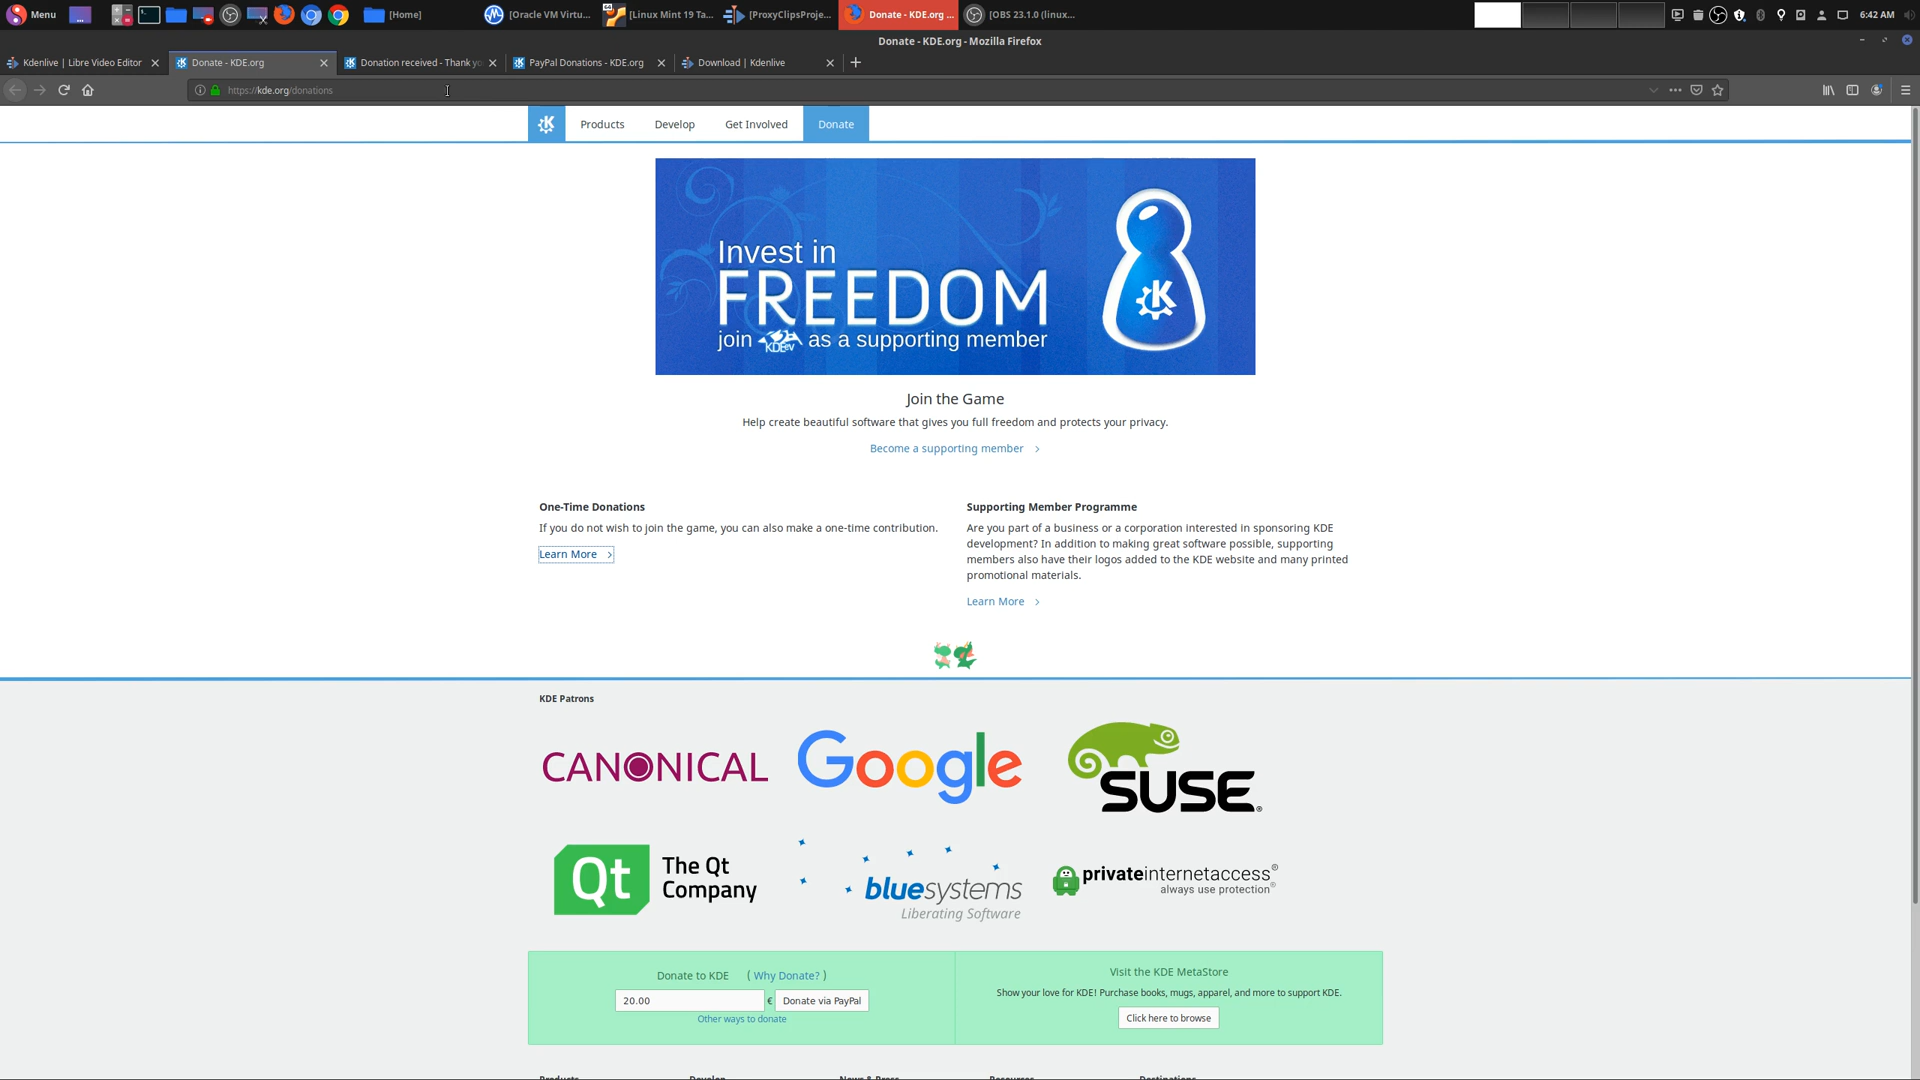 Menu
[Home]
[Oracle VM Virtu...
[Linux Mint 19 Ta...
[ProxyClipsProje...
Donate - KDE.org ...
[OBS 23.1.0 (linux...
6:42 AM
Donate - KDE.org - Mozilla Firefox
Kdenlive | Libre Video Editor
Donate - KDE.org
Donation received - Thank yo
PayPal Donations - KDE.org
Download | Kdenlive
https://kde.org/donations
Products
Develop
Get Involved
Donate
Invest in
FREEDOM
join KDE e.V as a supporting member
Join the Game
Help create beautiful software that gives you full freedom and protects your privacy.
Become a supporting member
One-Time Donations
If you do not wish to join the game, you can also make a one-time contribution.
Learn More
Supporting Member Programme
Are you part of a business or a corporation interested in sponsoring KDE
development? In addition to making great software possible, supporting
members also have their logos added to the KDE website and many printed
promotional materials.
Learn More
KDE Patrons
CANONICAL
Google
SUSE®
Qt The Qt
Company
bluesystems
Liberating Software
privateinternetaccess®
always use protection®
Donate to KDE ( Why Donate? )
20.00 € Donate via PayPal
Other ways to donate
Visit the KDE MetaStore
Show your love for KDE! Purchase books, mugs, apparel, and more to support KDE.
Click here to browse
Products
Develop
News & Press
Resources
Destinations